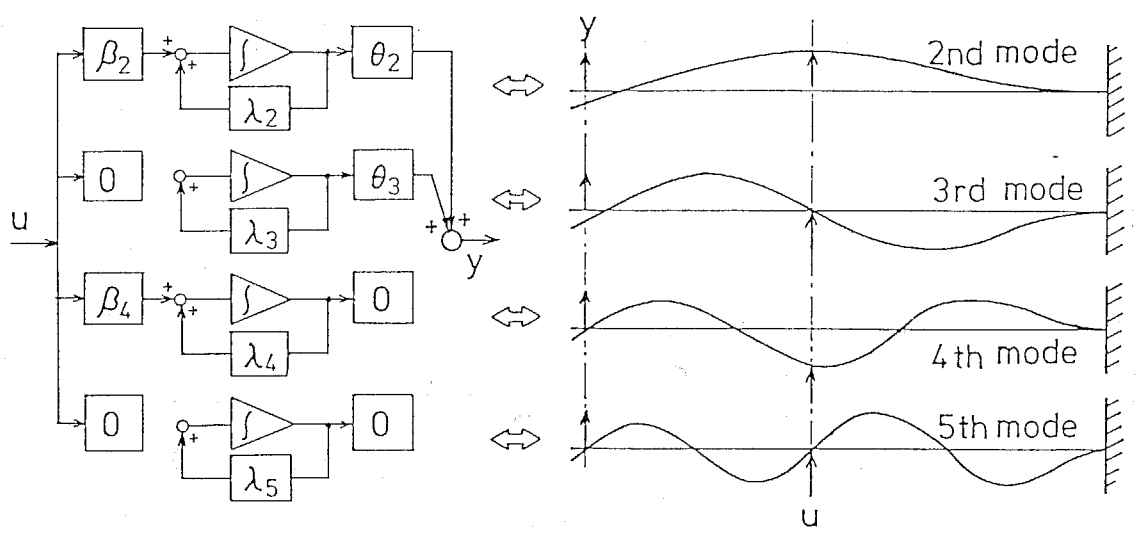 β2 + + ∫ θ2
λ2
0 + ∫ θ3
λ3
u
+ +
y
β4 + + ∫ 0
λ4
0 + ∫ 0
λ5
y
2nd mode
3rd mode
4th mode
5th mode
u